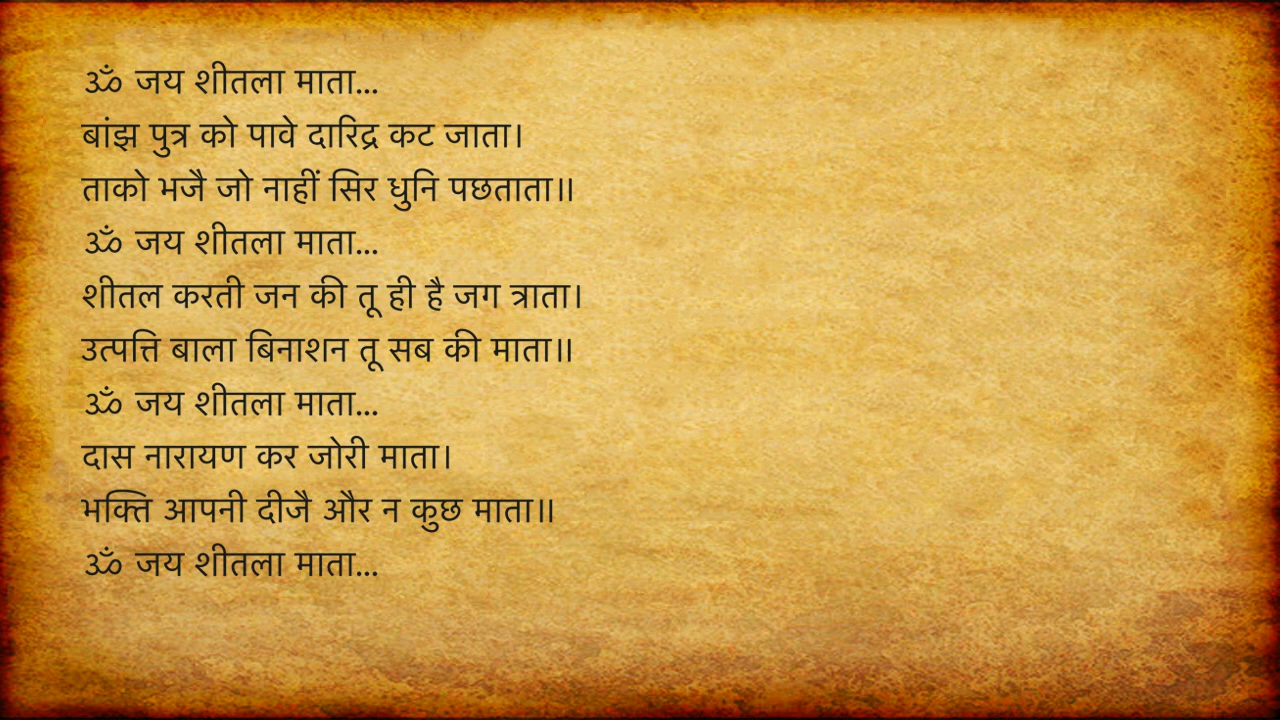 ॐ जय शीतला माता...
बांझ पुत्र को पावे दारिद्र कट जाता।
ताको भजै जो नाहीं सिर धुनि पछताता॥
ॐ जय शीतला माता...
शीतल करती जन की तू ही है जग त्राता।
उत्पत्ति बाला बिनाशन तू सब की माता॥
ॐ जय शीतला माता...
दास नारायण कर जोरी माता।
भक्ति आपनी दीजै और न कुछ माता॥
ॐ जय शीतला माता...